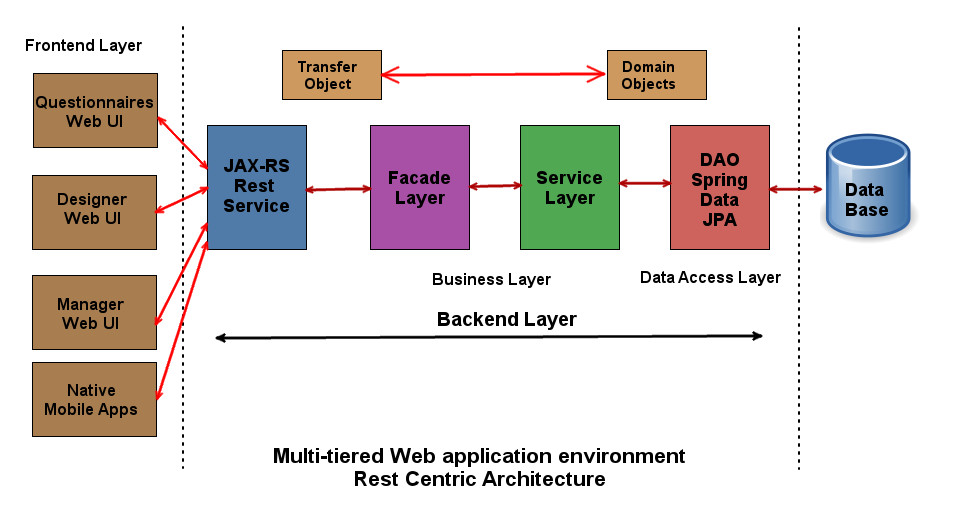 Frontend Layer
Questionnaires
Web UI
Designer
Web UI
Manager
Web UI
Native
Mobile Apps
Transfer
Object
Domain
Objects
JAX-RS
Rest
Service
Facade
Layer
Service
Layer
DAO
Spring
Data
JPA
Data
Base
Business Layer
Data Access Layer
Backend Layer
Multi-tiered Web application environment
Rest Centric Architecture